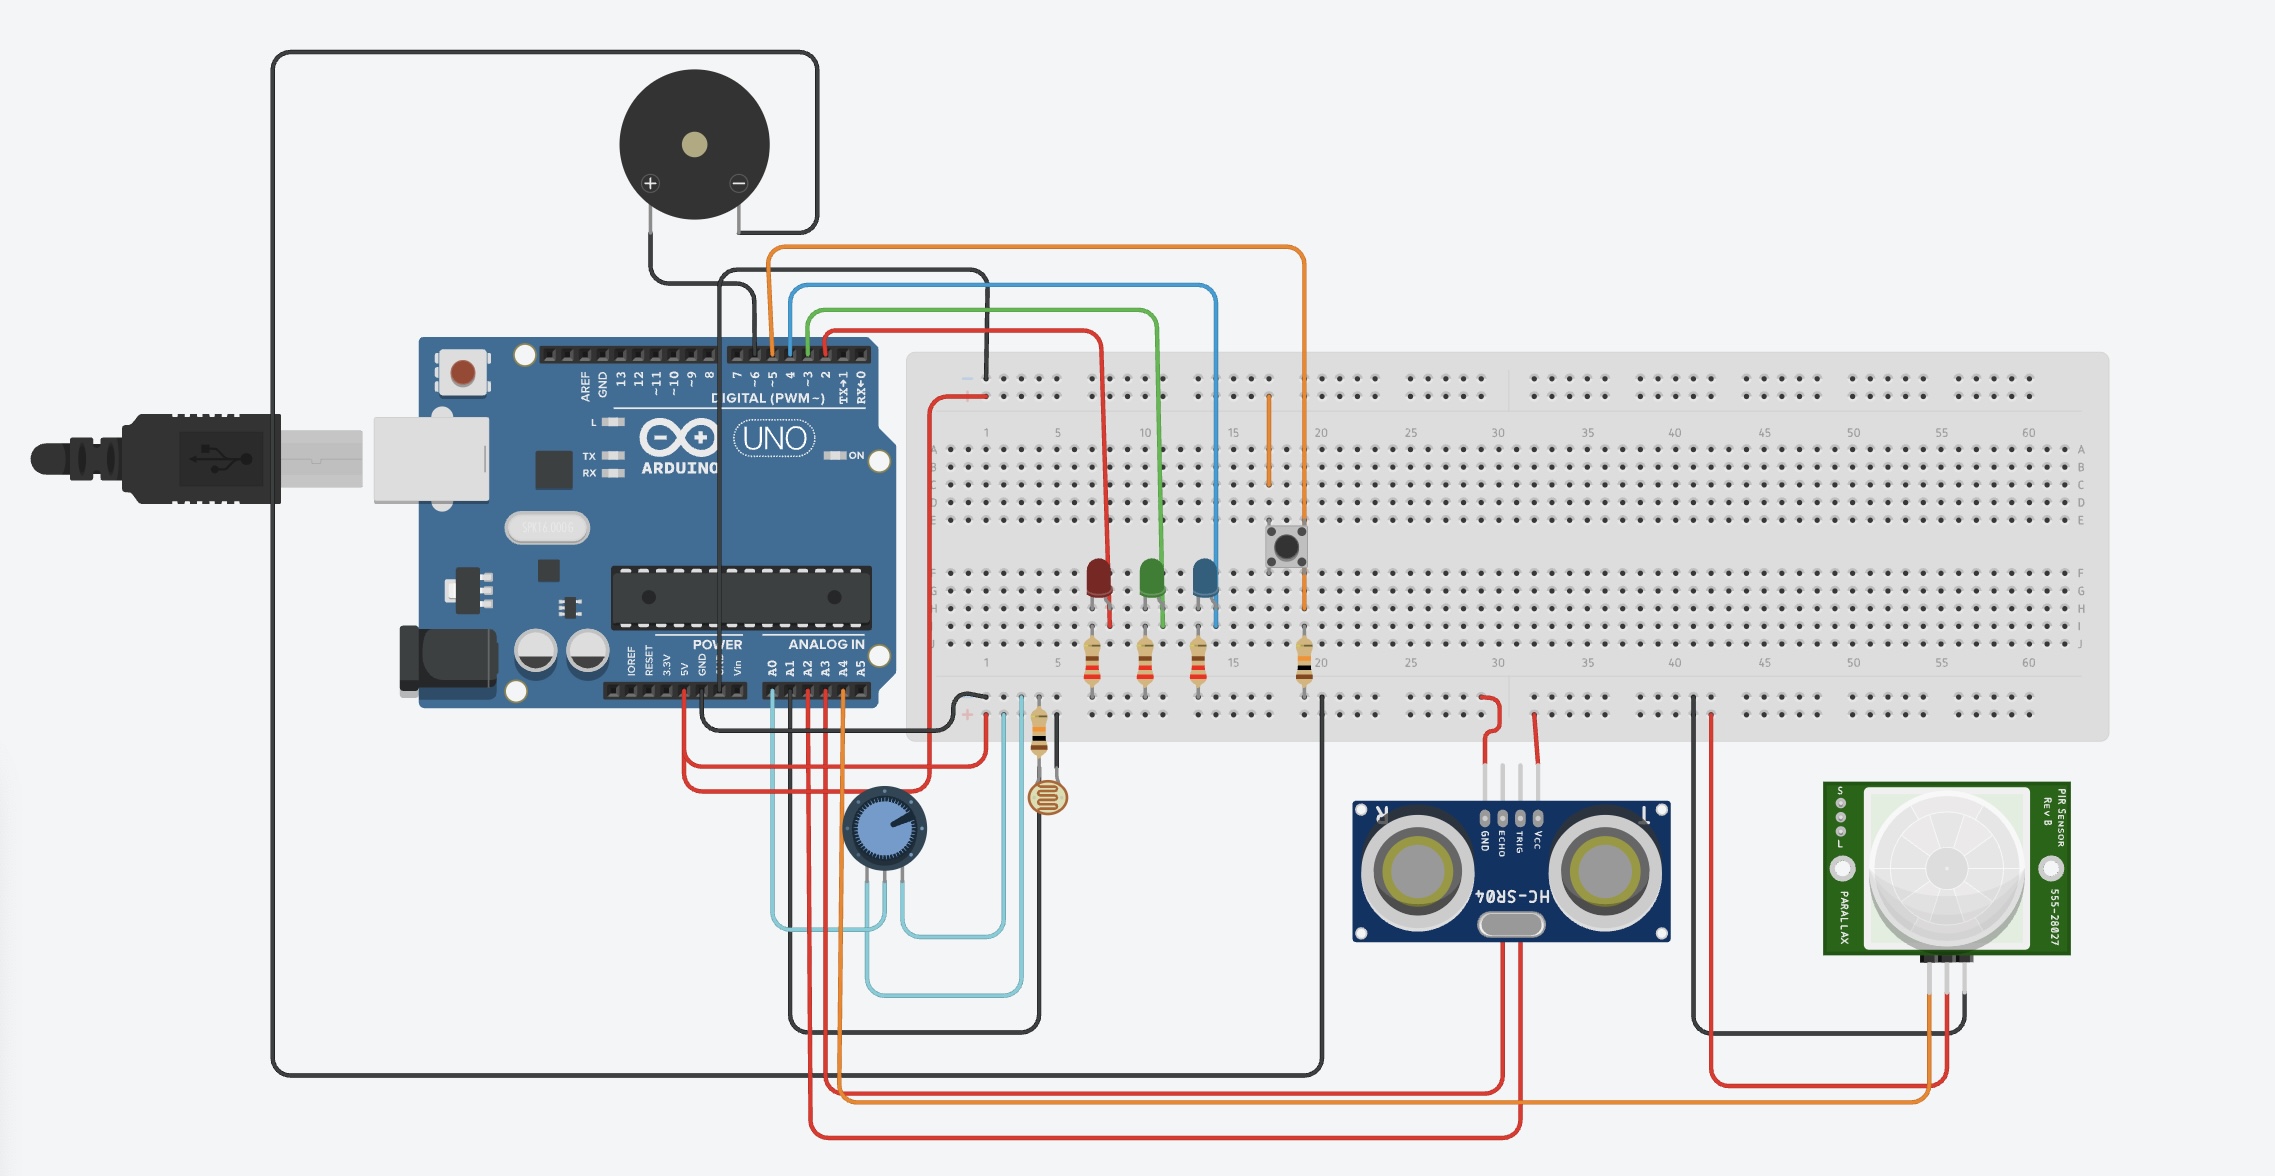 + −
AREF GND 13 12 ~11 ~10 ~9 8 7 ~6 ~5 4 ~3 2 TX→1 RX←0
DIGITAL (PWM~)
L
TX
RX
ARDUINO
UNO
ON
SPK16.000G
POWER
ANALOG IN
IOREF RESET 3.3V 5V GND GND Vin A0 A1 A2 A3 A4 A5
1 5 10 15 20 25 30 35 40 45 50 55 60
A A
B B
C C
D D
E E
F F
G G
H H
I I
J J
1 15 20 25 30 35 40 45 50 55 60
+
R
T
GND ECHO TRIG VCC
HC-SR04
S
L
PARALLAX
PIR SENSOR
REV B
555-28027